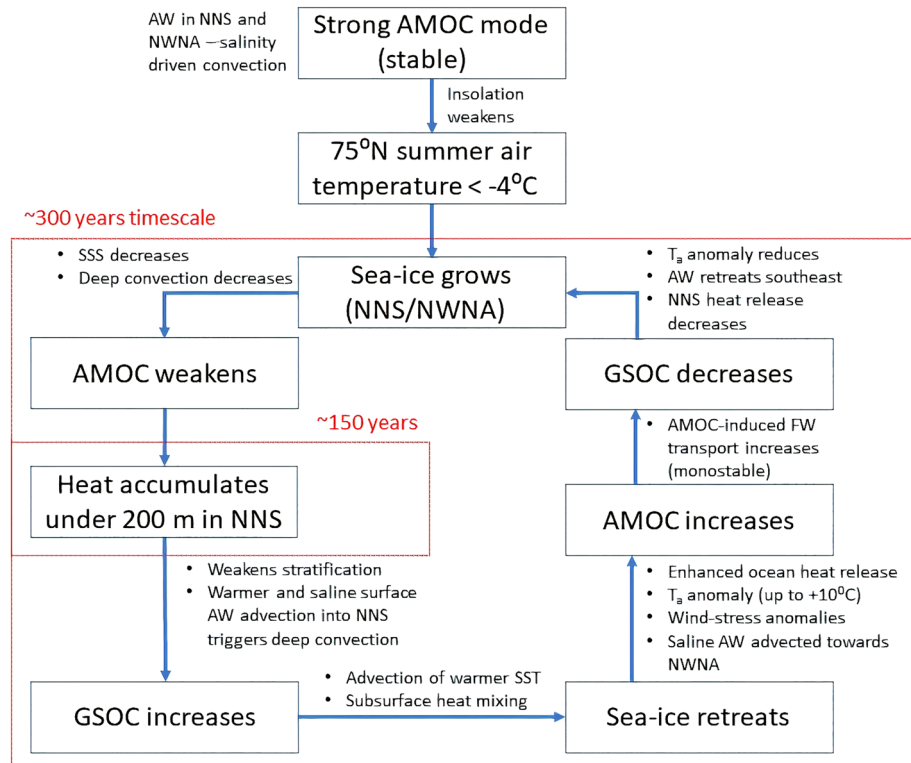 AW in NNS and
NWNA – salinity
driven convection
Strong AMOC mode
(stable)
Insolation
weakens
75⁰N summer air
temperature < -4⁰C
~300 years timescale
• SSS decreases
• Deep convection decreases
Sea-ice grows
(NNS/NWNA)
• Tₐ anomaly reduces
• AW retreats southeast
• NNS heat release
decreases
AMOC weakens
GSOC decreases
~150 years
• AMOC-induced FW
transport increases
(monostable)
Heat accumulates
under 200 m in NNS
AMOC increases
• Weakens stratification
• Warmer and saline surface
AW advection into NNS
triggers deep convection
• Enhanced ocean heat release
• Tₐ anomaly (up to +10⁰C)
• Wind-stress anomalies
• Saline AW advected towards
NWNA
GSOC increases
• Advection of warmer SST
• Subsurface heat mixing
Sea-ice retreats